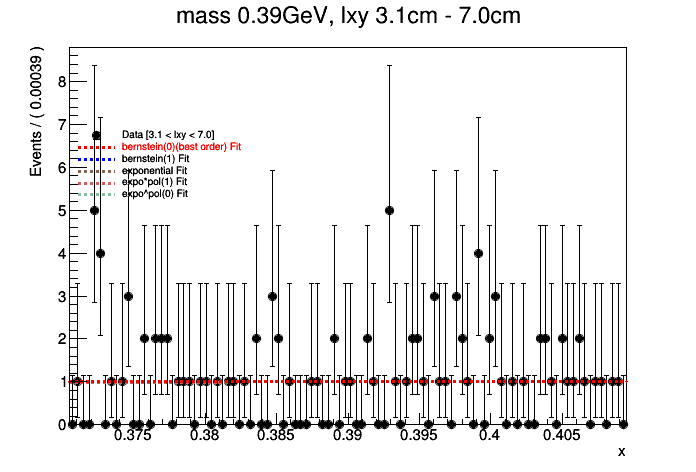 mass 0.39GeV, lxy 3.1cm - 7.0cm
Events / ( 0.00039 )
8
7
6
5
4
3
2
1
0
Data [3.1 < lxy < 7.0]
bernstein(0)(best order) Fit
bernstein(1) Fit
exponential Fit
expo*pol(1) Fit
expo^pol(0) Fit
0.375 0.38 0.385 0.39 0.395 0.4 0.405
x